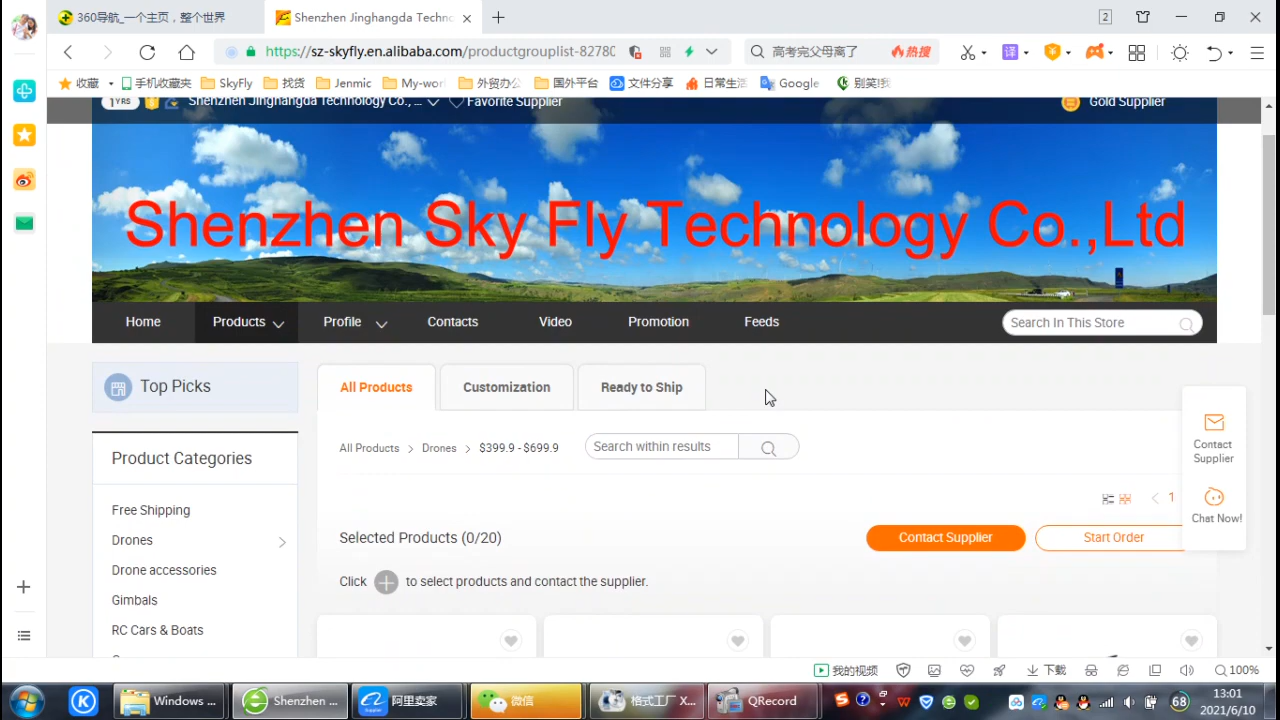 360导航_一个主页，整个世界
Shenzhen Jinghangda Techno
2
https://sz-skyfly.en.alibaba.com/productgrouplist-82780
高考完父母离了
热搜
译
收藏
手机收藏夹
SkyFly
找货
Jenmic
My-wor
外贸办公
国外平台
文件分享
日常生活
Google
别笑!我
1 YRS
Shenzhen Jinghangda Technology Co., ...
Favorite Supplier
Gold Supplier
Shenzhen Sky Fly Technology Co.,Ltd
Home
Products
Profile
Contacts
Video
Promotion
Feeds
Search In This Store
Top Picks
All Products
Customization
Ready to Ship
All Products > Drones > $399.9 - $699.9
Search within results
Contact
Supplier
Product Categories
1
Chat Now!
Free Shipping
Drones
Selected Products (0/20)
Contact Supplier
Start Order
Drone accessories
Click + to select products and contact the supplier.
Gimbals
RC Cars & Boats
我的视频
下载
100%
Windows ...
Shenzhen ...
阿里卖家
微信
格式工厂 X...
QRecord
68
13:01
2021/6/10